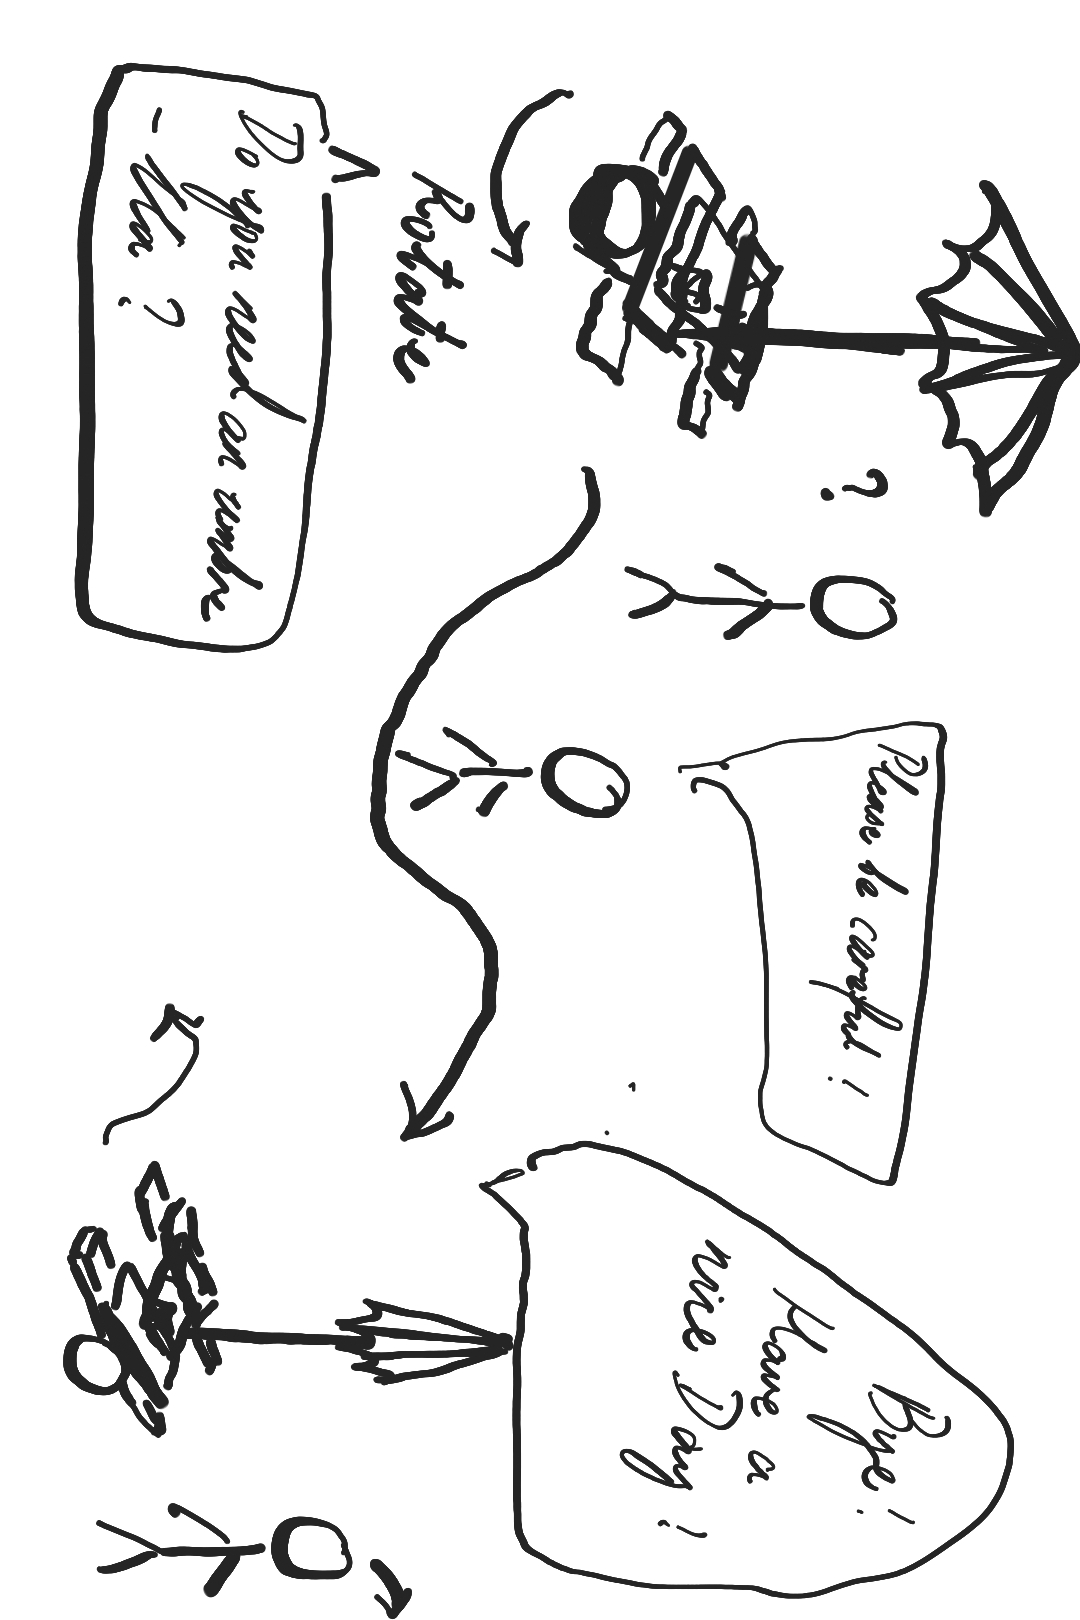 ?
Please be careful !
Bye!
Have a
nice Day !
Rotate
Do you need an umbre
- lla ?